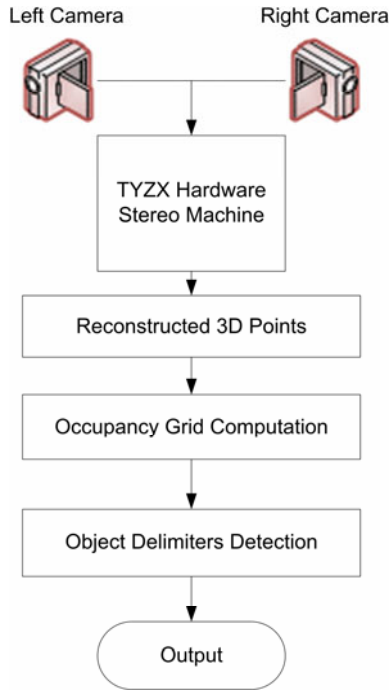 Left Camera
Right Camera
TYZX Hardware
Stereo Machine
Reconstructed 3D Points
Occupancy Grid Computation
Object Delimiters Detection
Output